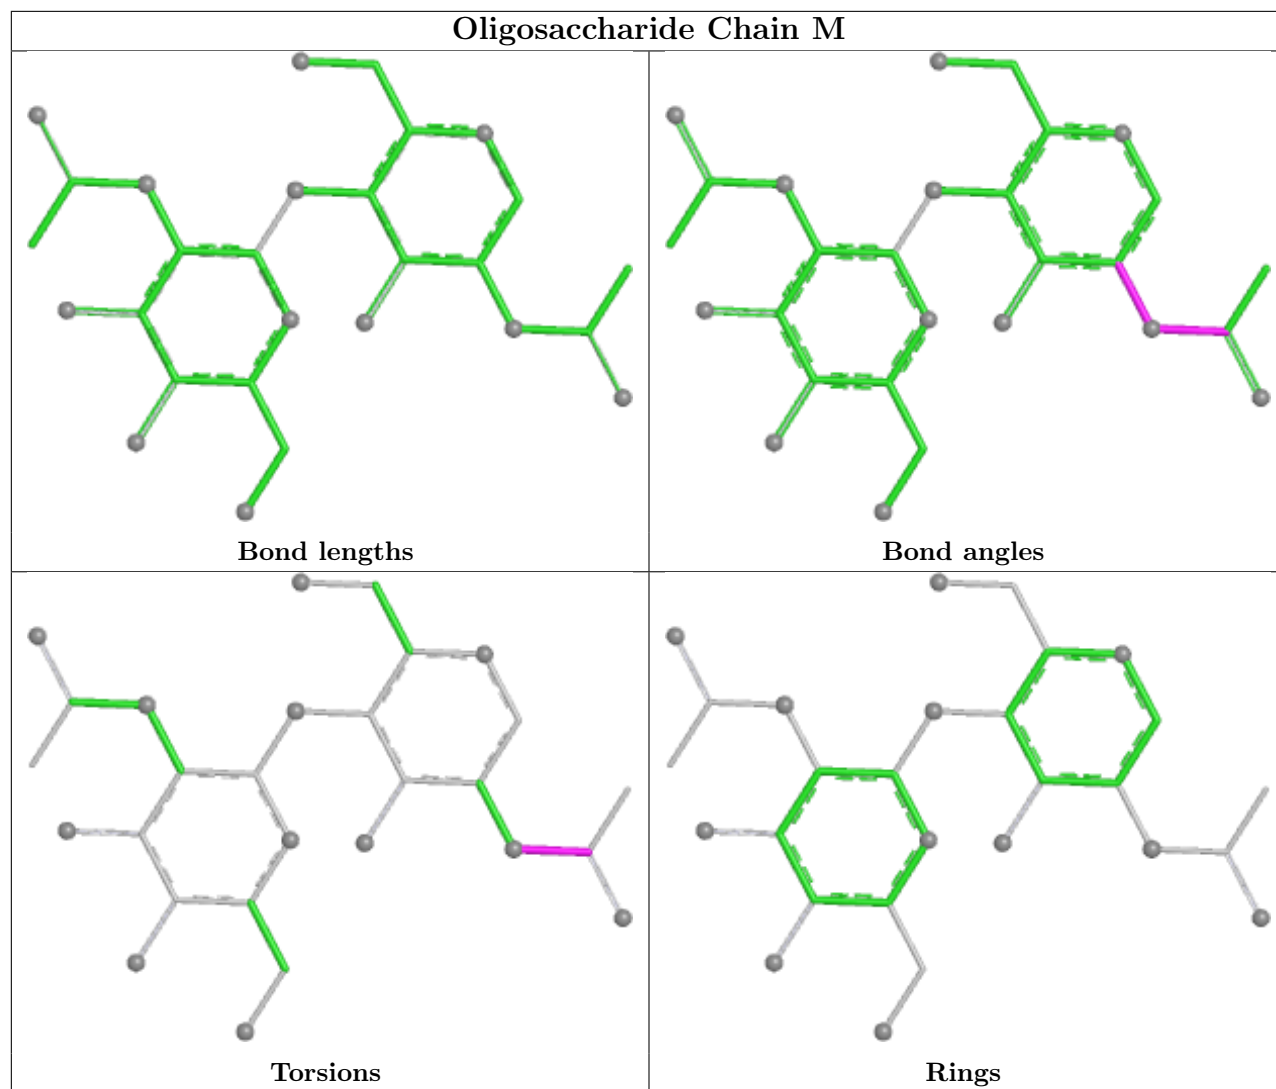 Oligosaccharide Chain M
Bond lengths
Bond angles
Torsions
Rings